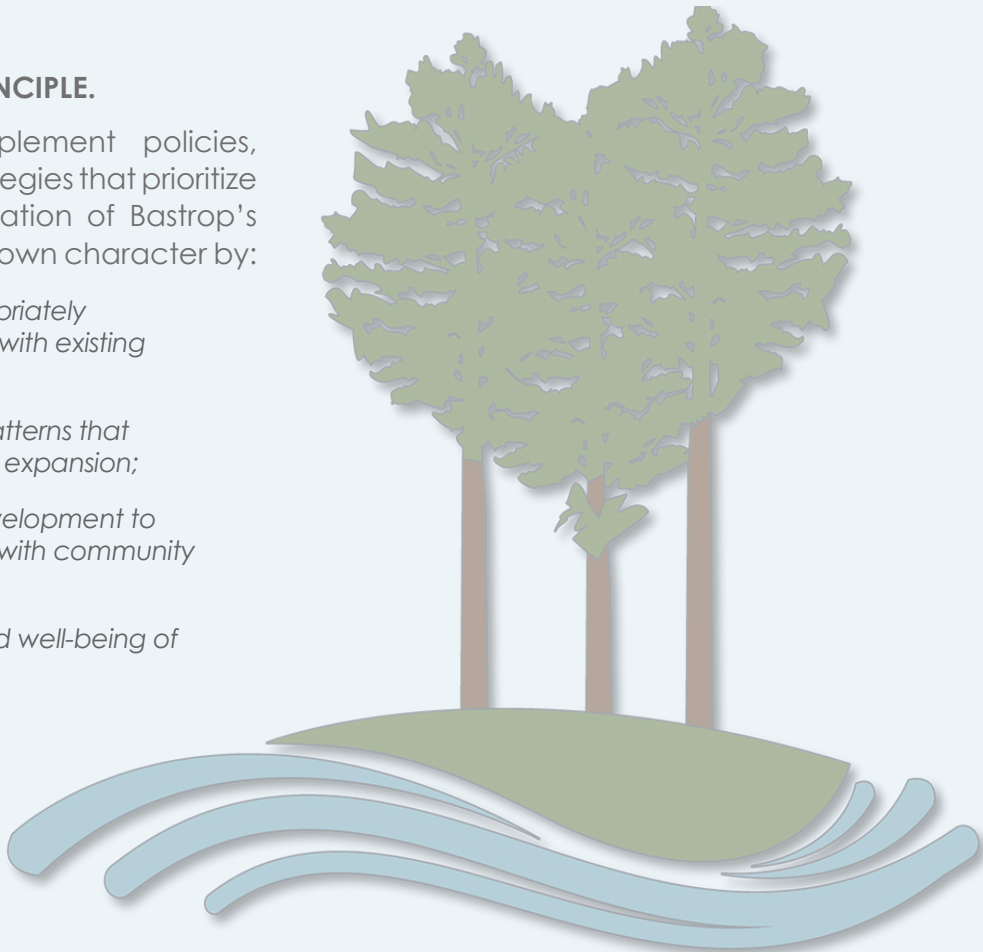 NCIPLE.
plement policies,
egies that prioritize
ation of Bastrop's
own character by:
priately
with existing
atterns that
expansion;
velopment to
with community
d well-being of